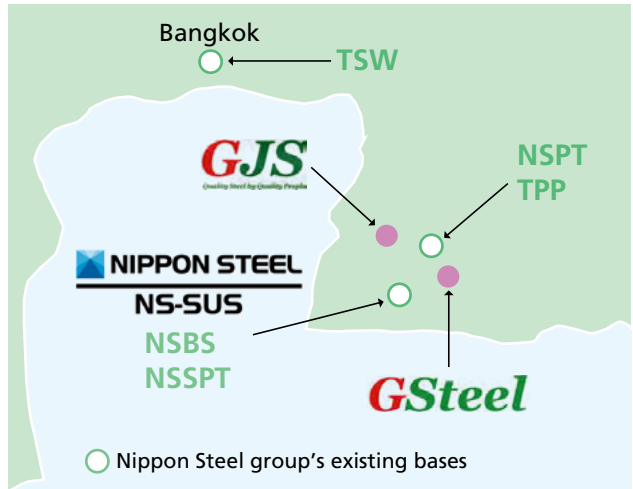 Bangkok
TSW
GJS
Quality Steel by Quality People
NSPT
TPP
NIPPON STEEL
NS-SUS
NSBS
NSSPT
GSteel
Nippon Steel group's existing bases